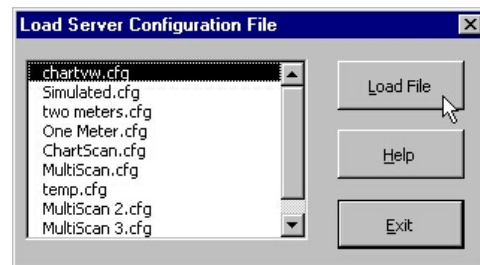 Load Server Configuration File
chartvw.cfg
Simulated.cfg
two meters.cfg
One Meter.cfg
ChartScan.cfg
MultiScan.cfg
temp.cfg
MultiScan 2.cfg
MultiScan 3.cfg
Load File
Help
Exit